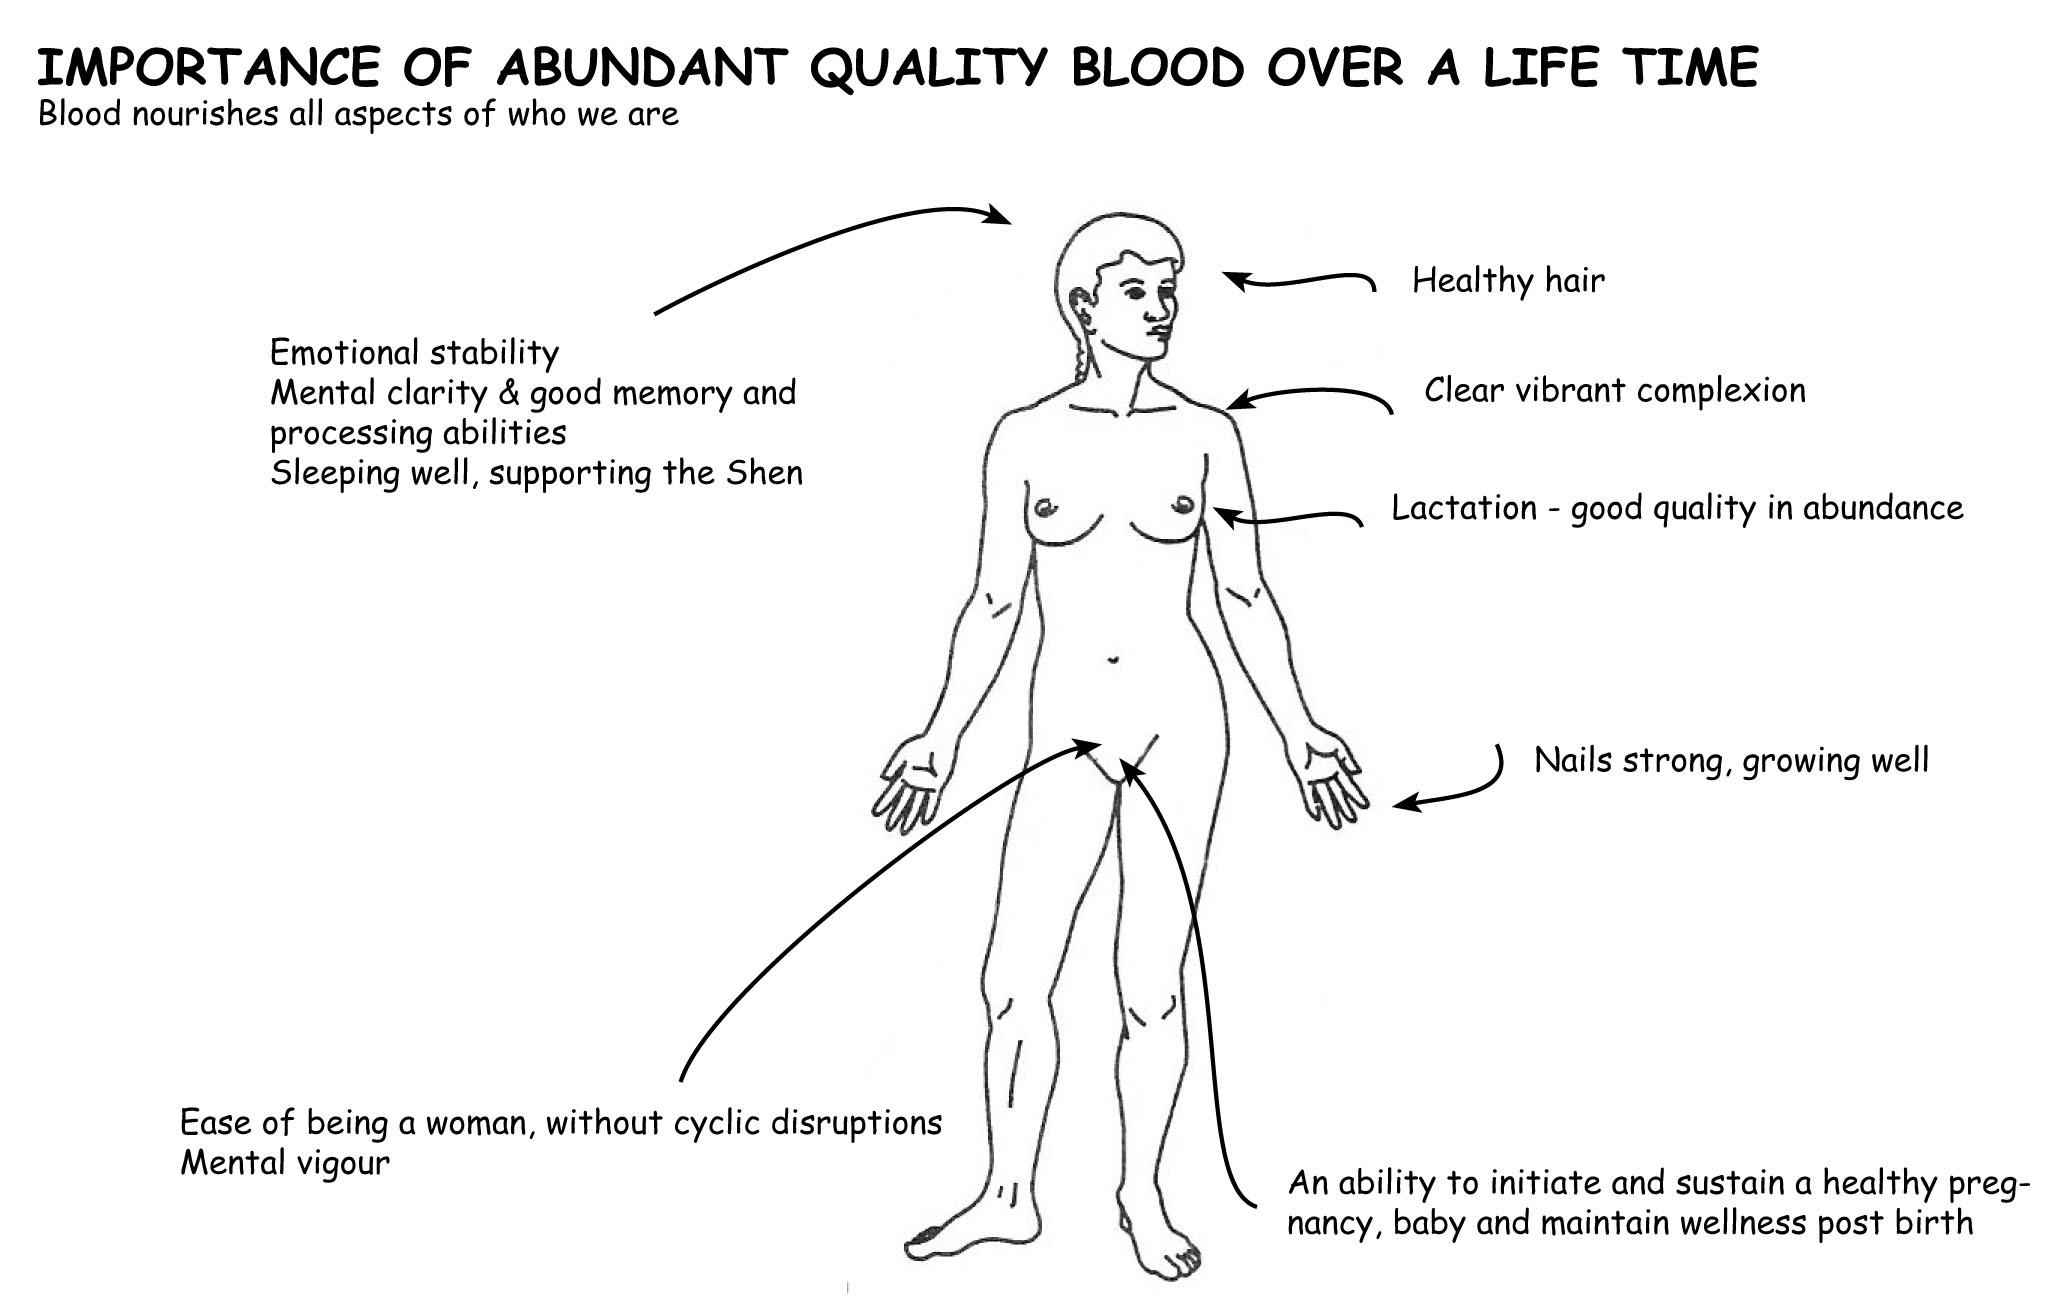 IMPORTANCE OF ABUNDANT QUALITY BLOOD OVER A LIFE TIME
Blood nourishes all aspects of who we are
Healthy hair
Emotional stability
Mental clarity & good memory and
processing abilities
Sleeping well, supporting the Shen
Clear vibrant complexion
Lactation - good quality in abundance
Nails strong, growing well
Ease of being a woman, without cyclic disruptions
Mental vigour
An ability to initiate and sustain a healthy preg-
nancy, baby and maintain wellness post birth